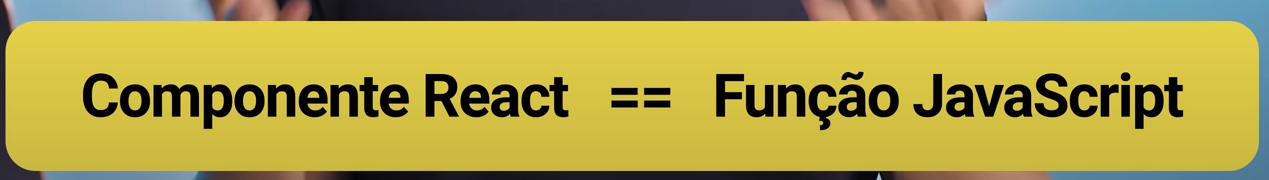 Componente React == Função JavaScript